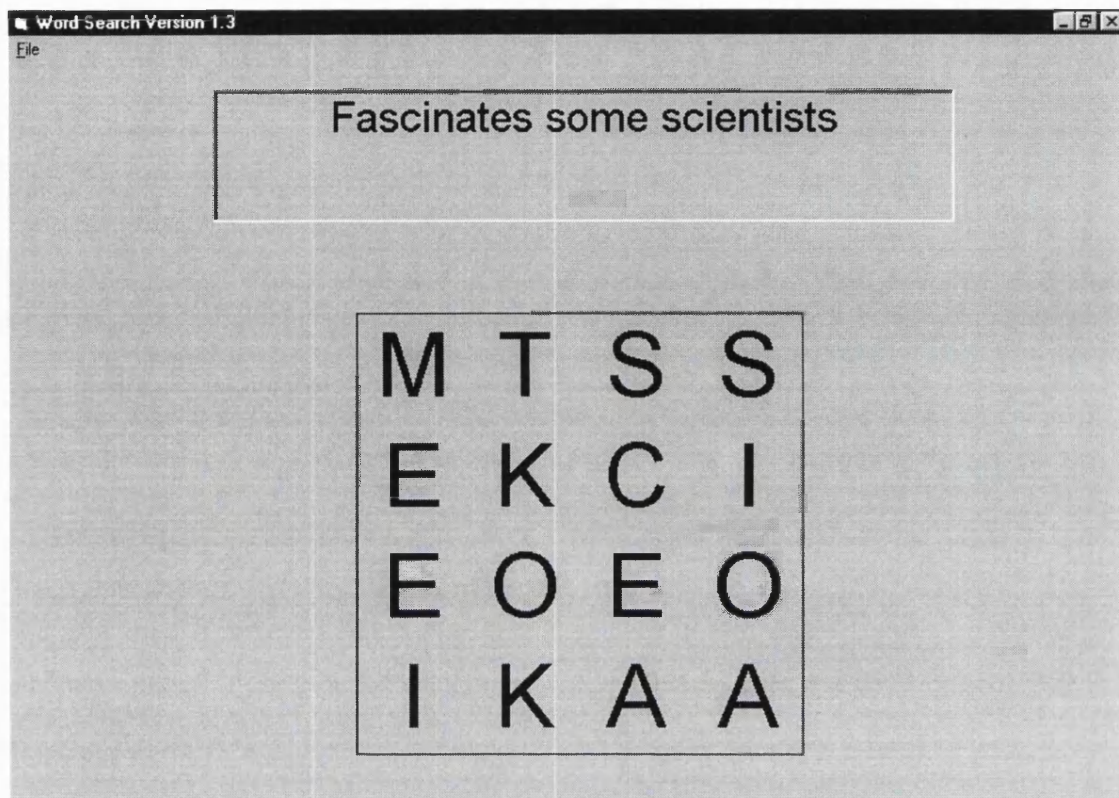 Word Search Version 1.3
File
Fascinates some scientists
M T S S
E K C I
E O E O
I K A A